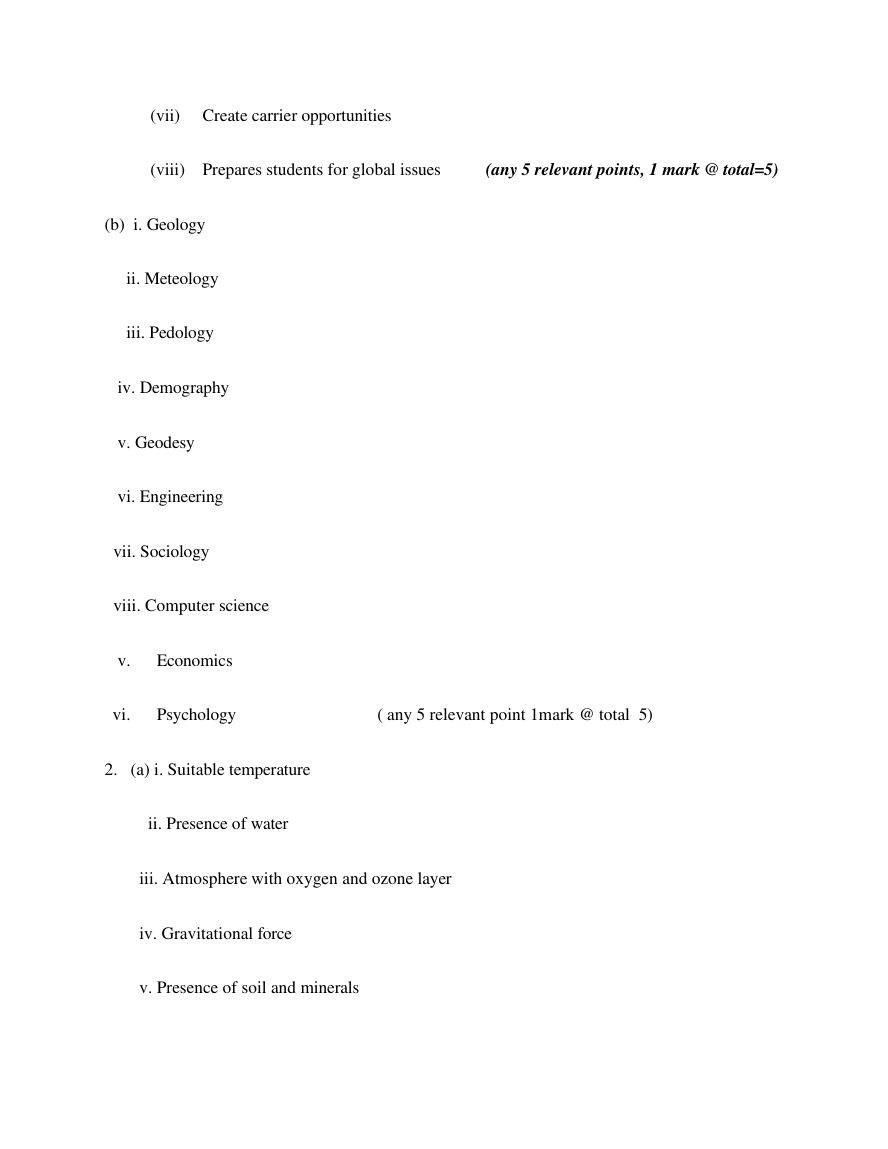 (vii) Create carrier opportunities
(viii) Prepares students for global issues (any 5 relevant points, 1 mark @ total=5)
(b) i. Geology
ii. Meteology
iii. Pedology
iv. Demography
v. Geodesy
vi. Engineering
vii. Sociology
viii. Computer science
v. Economics
vi. Psychology ( any 5 relevant point 1mark @ total 5)
2. (a) i. Suitable temperature
ii. Presence of water
iii. Atmosphere with oxygen and ozone layer
iv. Gravitational force
v. Presence of soil and minerals